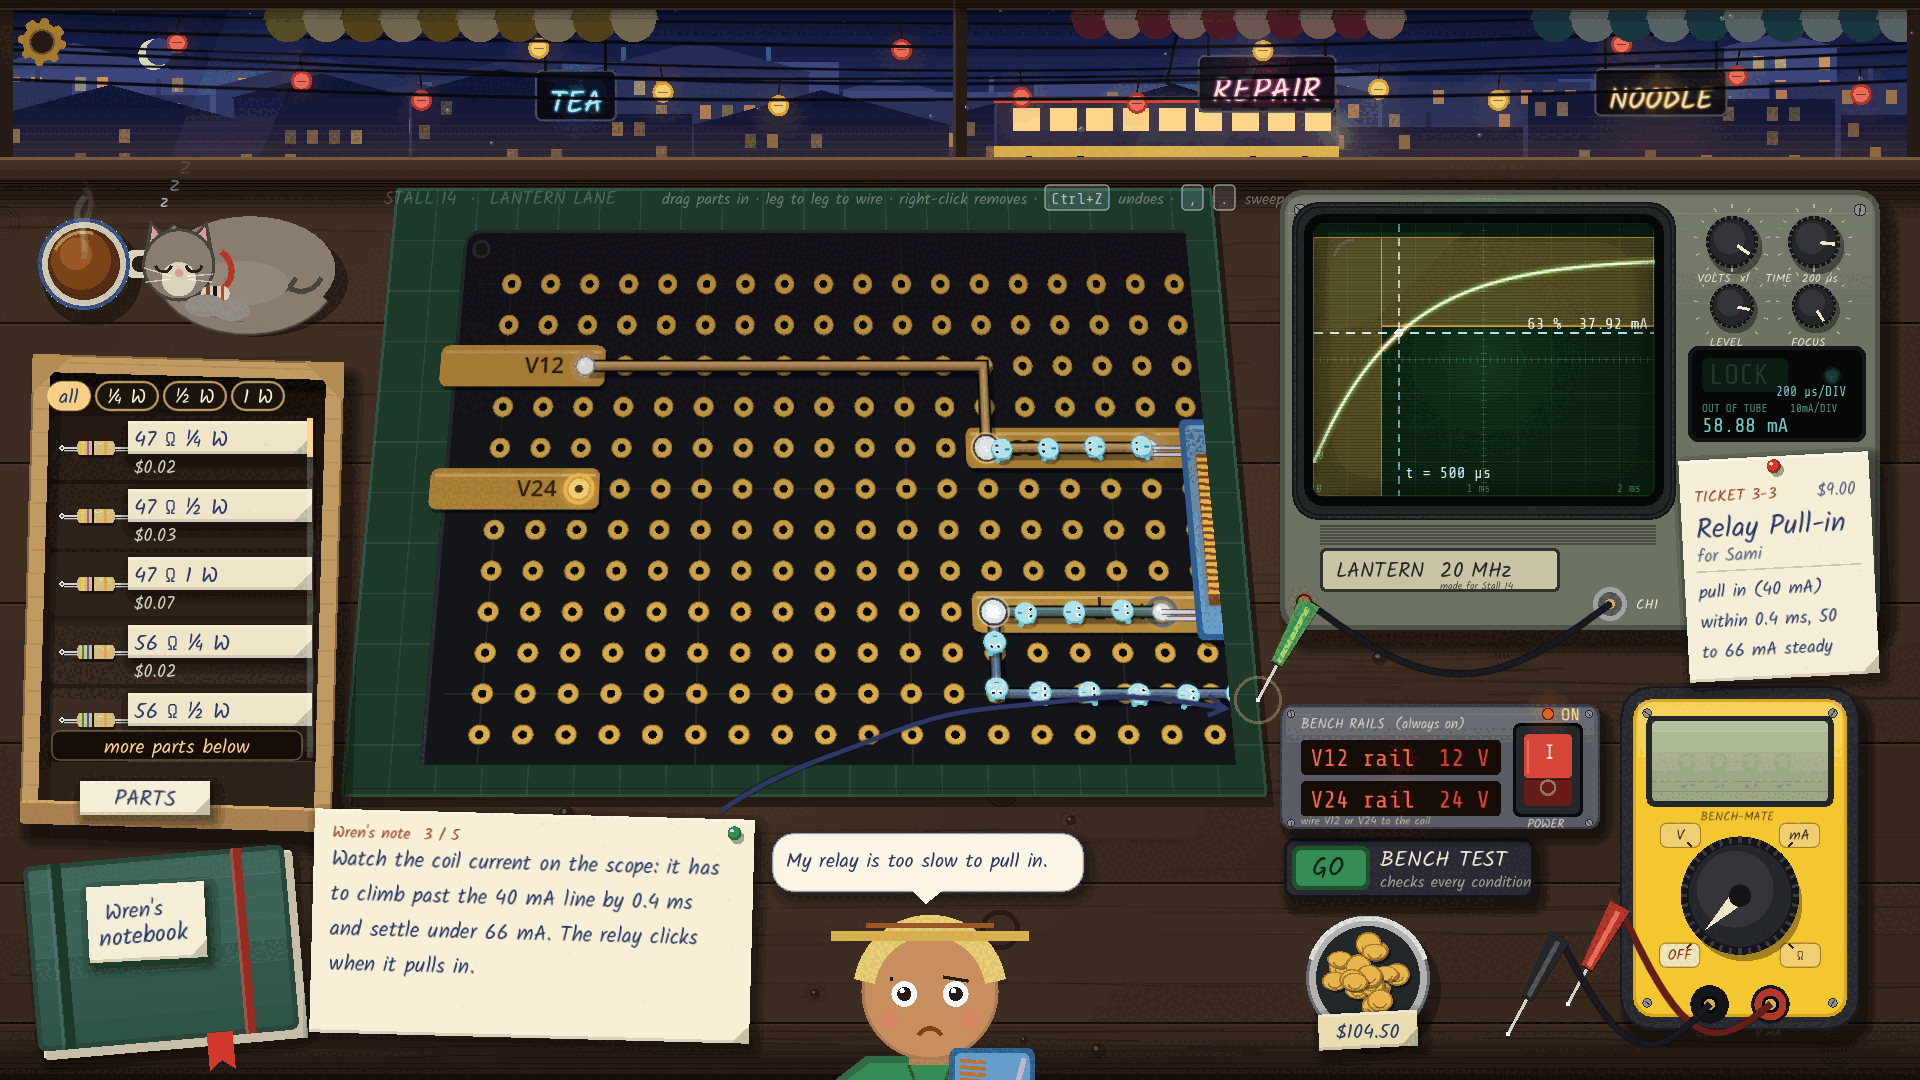 TEA
REPAIR
NOODLE
STALL 14 · LANTERN LANE
drag parts in · leg to leg to wire · right-click removes · Ctrl+Z undoes · , . sweep
z
z
z
all
¼ W
½ W
1 W
47 Ω ¼ W
$0.02
47 Ω ½ W
$0.03
47 Ω 1 W
$0.07
56 Ω ¼ W
$0.02
56 Ω ½ W
more parts below
PARTS
V12
V24
63 % 37.92 mA
t = 500 µs
0
1 ms
2 ms
VOLTS x1
TIME 200 µs
LEVEL
FOCUS
LOCK
200 µs/DIV
OUT OF TUBE
10mA/DIV
58.88 mA
LANTERN 20 MHz
made for Stall 14
CH1
TICKET 3-3
$9.00
Relay Pull-in
for Sami
pull in (40 mA)
within 0.4 ms, 50
to 66 mA steady
BENCH RAILS (always on)
ON
V12 rail 12 V
V24 rail 24 V
wire V12 or V24 to the coil
I
POWER
GO
BENCH TEST
checks every condition
BENCH-MATE
V
mA
OFF
Ω
Wren's
notebook
Wren's note 3 / 5
Watch the coil current on the scope: it has
to climb past the 40 mA line by 0.4 ms
and settle under 66 mA. The relay clicks
when it pulls in.
My relay is too slow to pull in.
$104.50